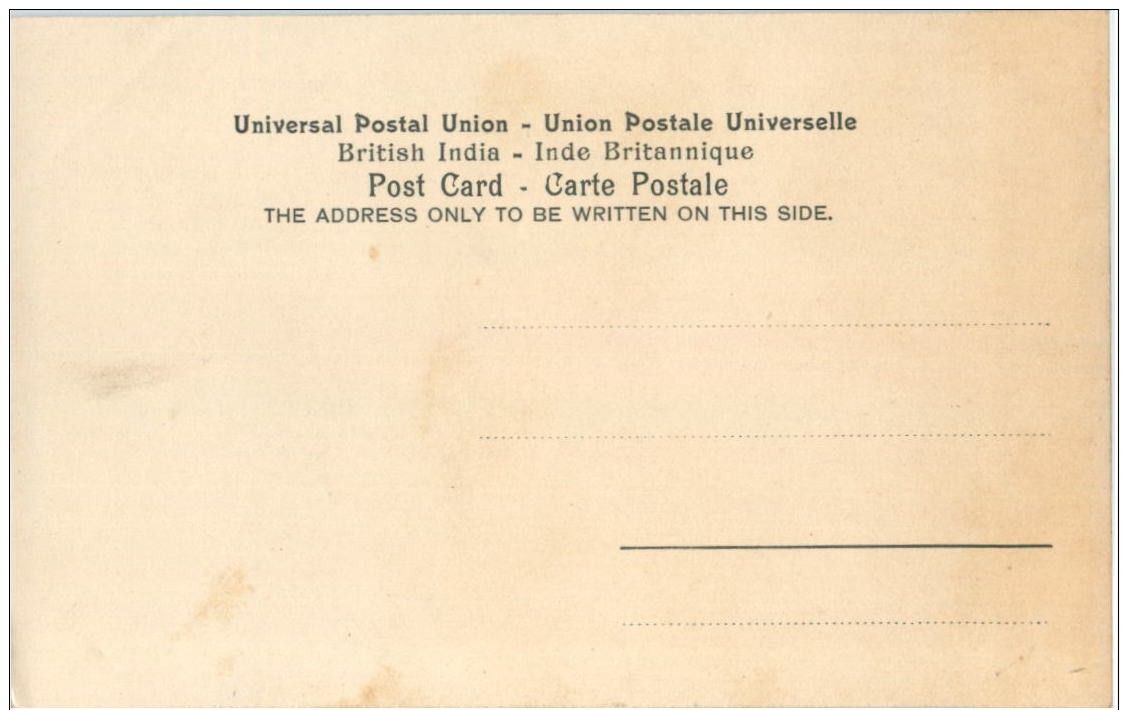 Universal Postal Union - Union Postale Universelle
British India - Inde Britannique
Post Card - Carte Postale
THE ADDRESS ONLY TO BE WRITTEN ON THIS SIDE.